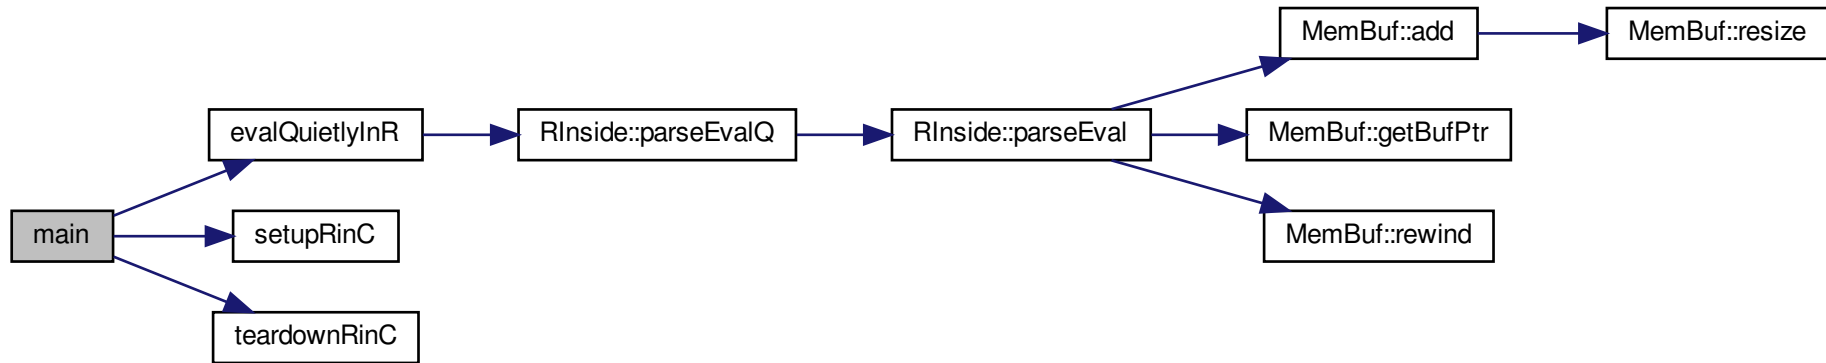 MemBuf::add
MemBuf::resize
evalQuietlyInR
RInside::parseEvalQ
RInside::parseEval
MemBuf::getBufPtr
main
setupRinC
MemBuf::rewind
teardownRinC